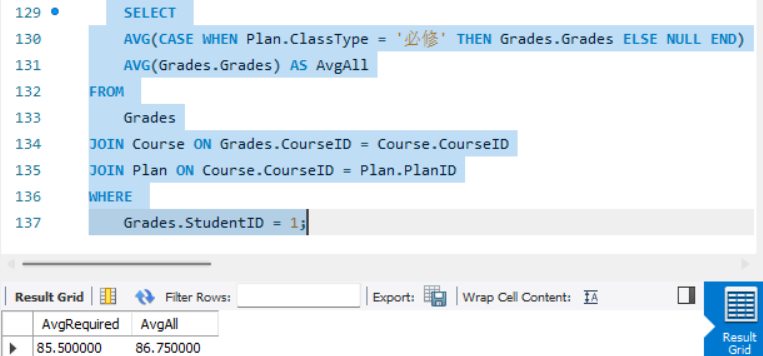 129 SELECT
130 AVG(CASE WHEN Plan.ClassType = '必修' THEN Grades.Grades ELSE NULL END)
131 AVG(Grades.Grades) AS AvgAll
132 FROM
133 Grades
134 JOIN Course ON Grades.CourseID = Course.CourseID
135 JOIN Plan ON Course.CourseID = Plan.PlanID
136 WHERE
137 Grades.StudentID = 1;
Result Grid Filter Rows: Export: Wrap Cell Content: IA
AvgRequired AvgAll
85.500000 86.750000
Result
Grid